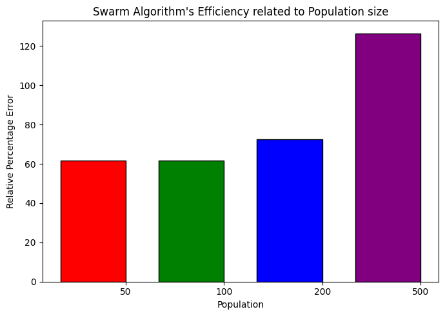 Swarm Algorithm's Efficiency related to Population size
Relative Percentage Error
120
100
80
60
40
20
0
50 100 200 500
Population